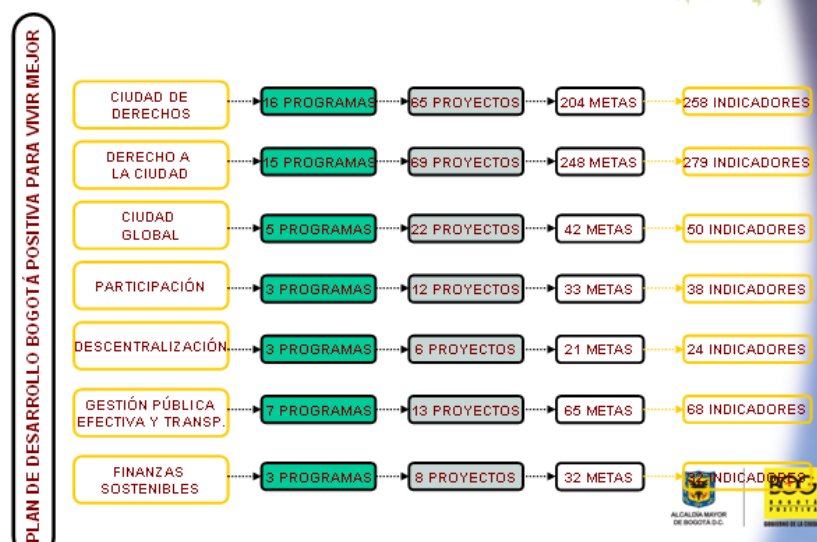 PLAN DE DESARROLLO BOGOTÁ POSITIVA PARA VIVIR MEJOR
CIUDAD DE
DERECHOS
16 PROGRAMAS
65 PROYECTOS
204 METAS
258 INDICADORES
DERECHO A
LA CIUDAD
15 PROGRAMAS
69 PROYECTOS
248 METAS
279 INDICADORES
CIUDAD
GLOBAL
5 PROGRAMAS
22 PROYECTOS
42 METAS
50 INDICADORES
PARTICIPACIÓN
3 PROGRAMAS
12 PROYECTOS
33 METAS
38 INDICADORES
DESCENTRALIZACIÓN
3 PROGRAMAS
6 PROYECTOS
21 METAS
24 INDICADORES
GESTIÓN PÚBLICA
EFECTIVA Y TRANSP.
7 PROGRAMAS
13 PROYECTOS
65 METAS
68 INDICADORES
FINANZAS
SOSTENIBLES
3 PROGRAMAS
8 PROYECTOS
32 METAS
INDICADORES
ALCALDÍA MAYOR
DE BOGOTÁ D.C.